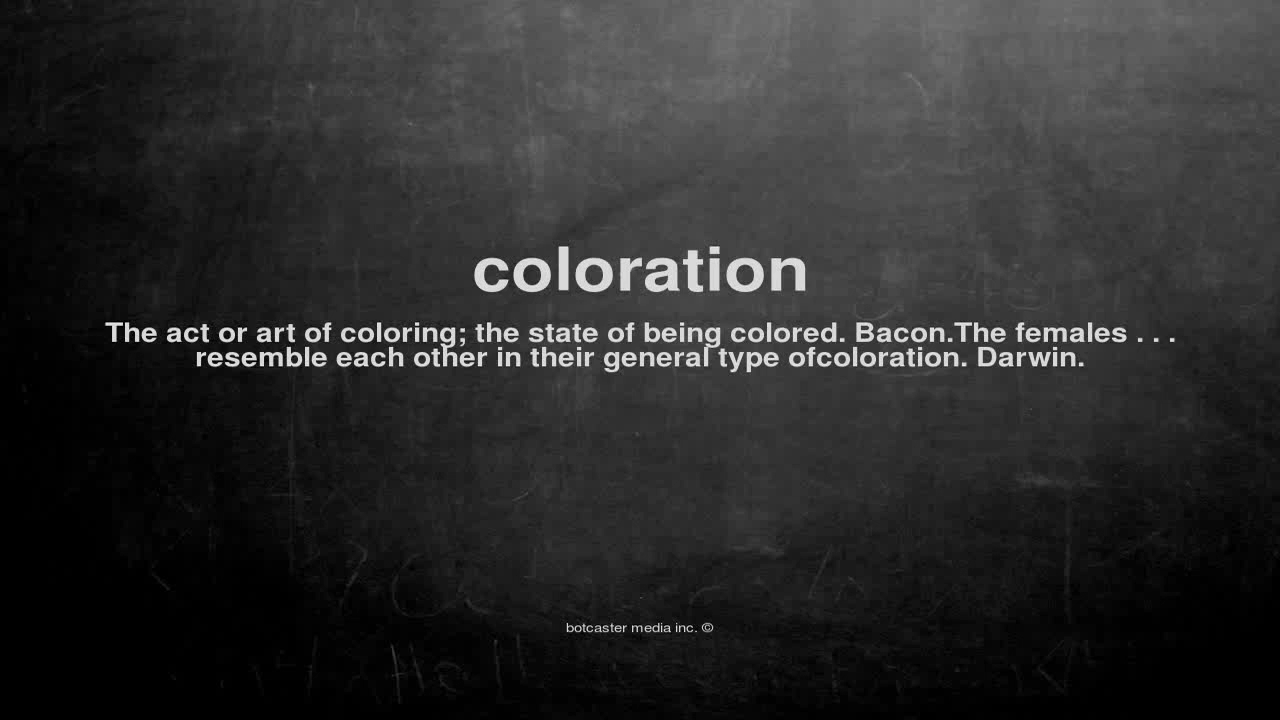 coloration
The act or art of coloring; the state of being colored. Bacon.The females . . .
resemble each other in their general type ofcoloration. Darwin.
botcaster media inc. ©